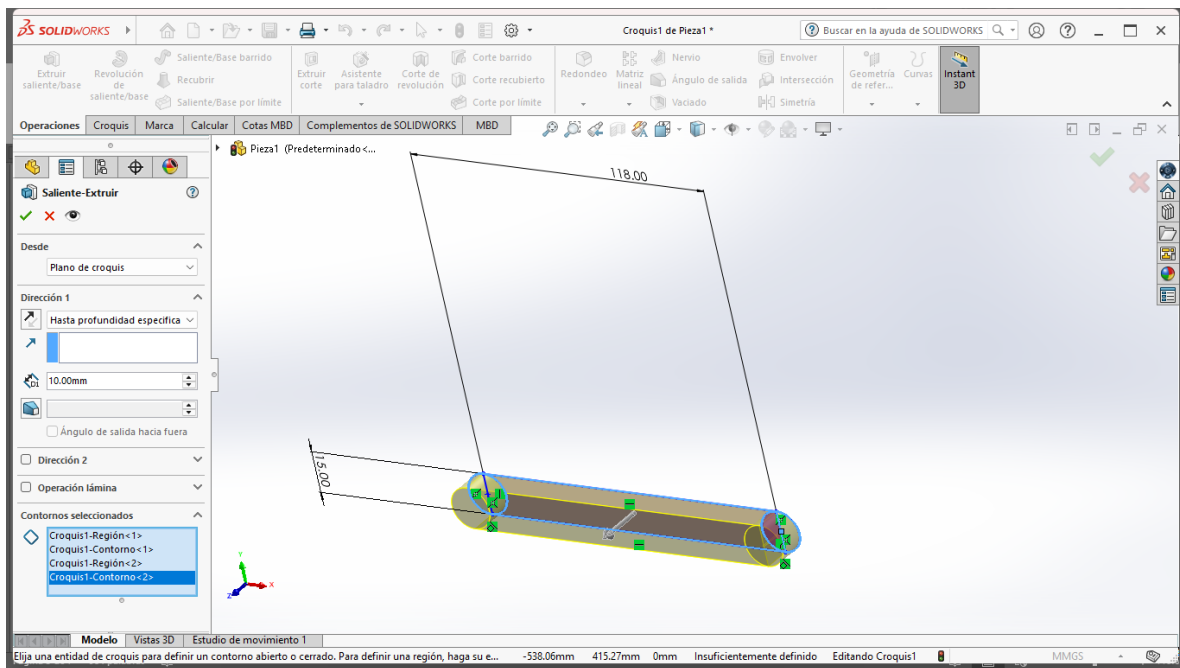 SOLIDWORKS
Croquis1 de Pieza1 *
Buscar en la ayuda de SOLIDWORKS
Extruir saliente/base
Revolución de saliente/base
Saliente/Base barrido
Recubrir
Saliente/Base por límite
Extruir corte
Asistente para taladro
Corte de revolución
Corte barrido
Corte recubierto
Corte por límite
Redondeo
Matriz lineal
Nervio
Ángulo de salida
Vaciado
Envolver
Intersección
Simetría
Geometría de refer...
Curvas
Instant 3D
Operaciones Croquis Marca Calcular Cotas MBD Complementos de SOLIDWORKS MBD
Pieza1 (Predeterminado<...
Saliente-Extruir
Desde
Plano de croquis
Dirección 1
Hasta profundidad especifica
D1
10.00mm
Ángulo de salida hacia fuera
Dirección 2
Operación lámina
Contornos seleccionados
Croquis1-Región<1>
Croquis1-Contorno<1>
Croquis1-Región<2>
Croquis1-Contorno<2>
118.00
15.00
Y
X
Z
Modelo Vistas 3D Estudio de movimiento 1
Elija una entidad de croquis para definir un contorno abierto o cerrado. Para definir una región, haga su e... -538.06mm 415.27mm 0mm Insuficientemente definido Editando Croquis1 MMGS